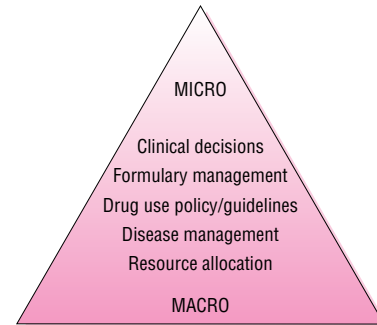 MICRO
Clinical decisions
Formulary management
Drug use policy/guidelines
Disease management
Resource allocation
MACRO